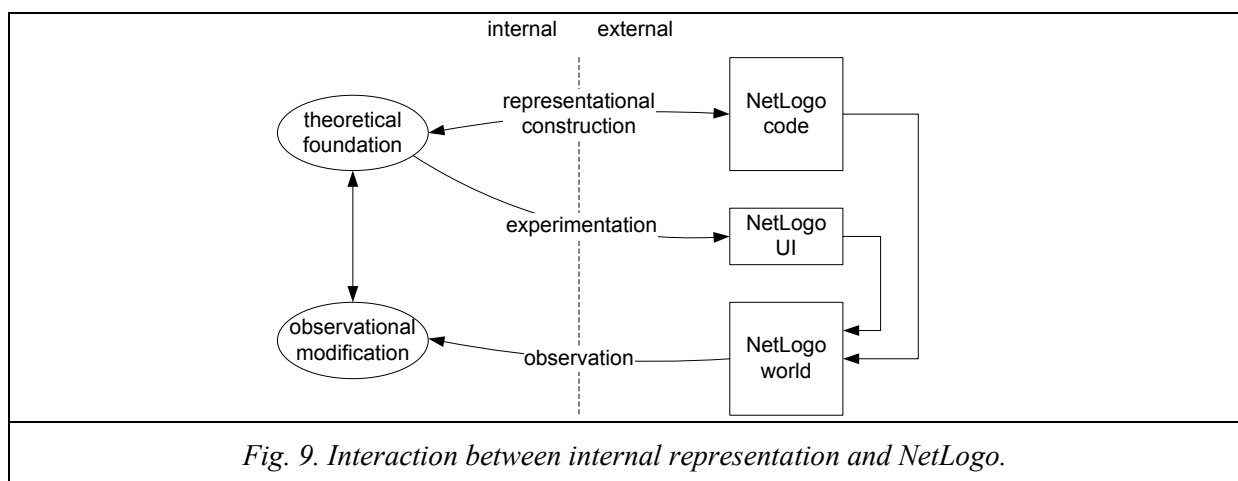 internal external
representational
construction
NetLogo
code
theoretical
foundation
experimentation
NetLogo
UI
observational
modification
observation
NetLogo
world
Fig. 9. Interaction between internal representation and NetLogo.